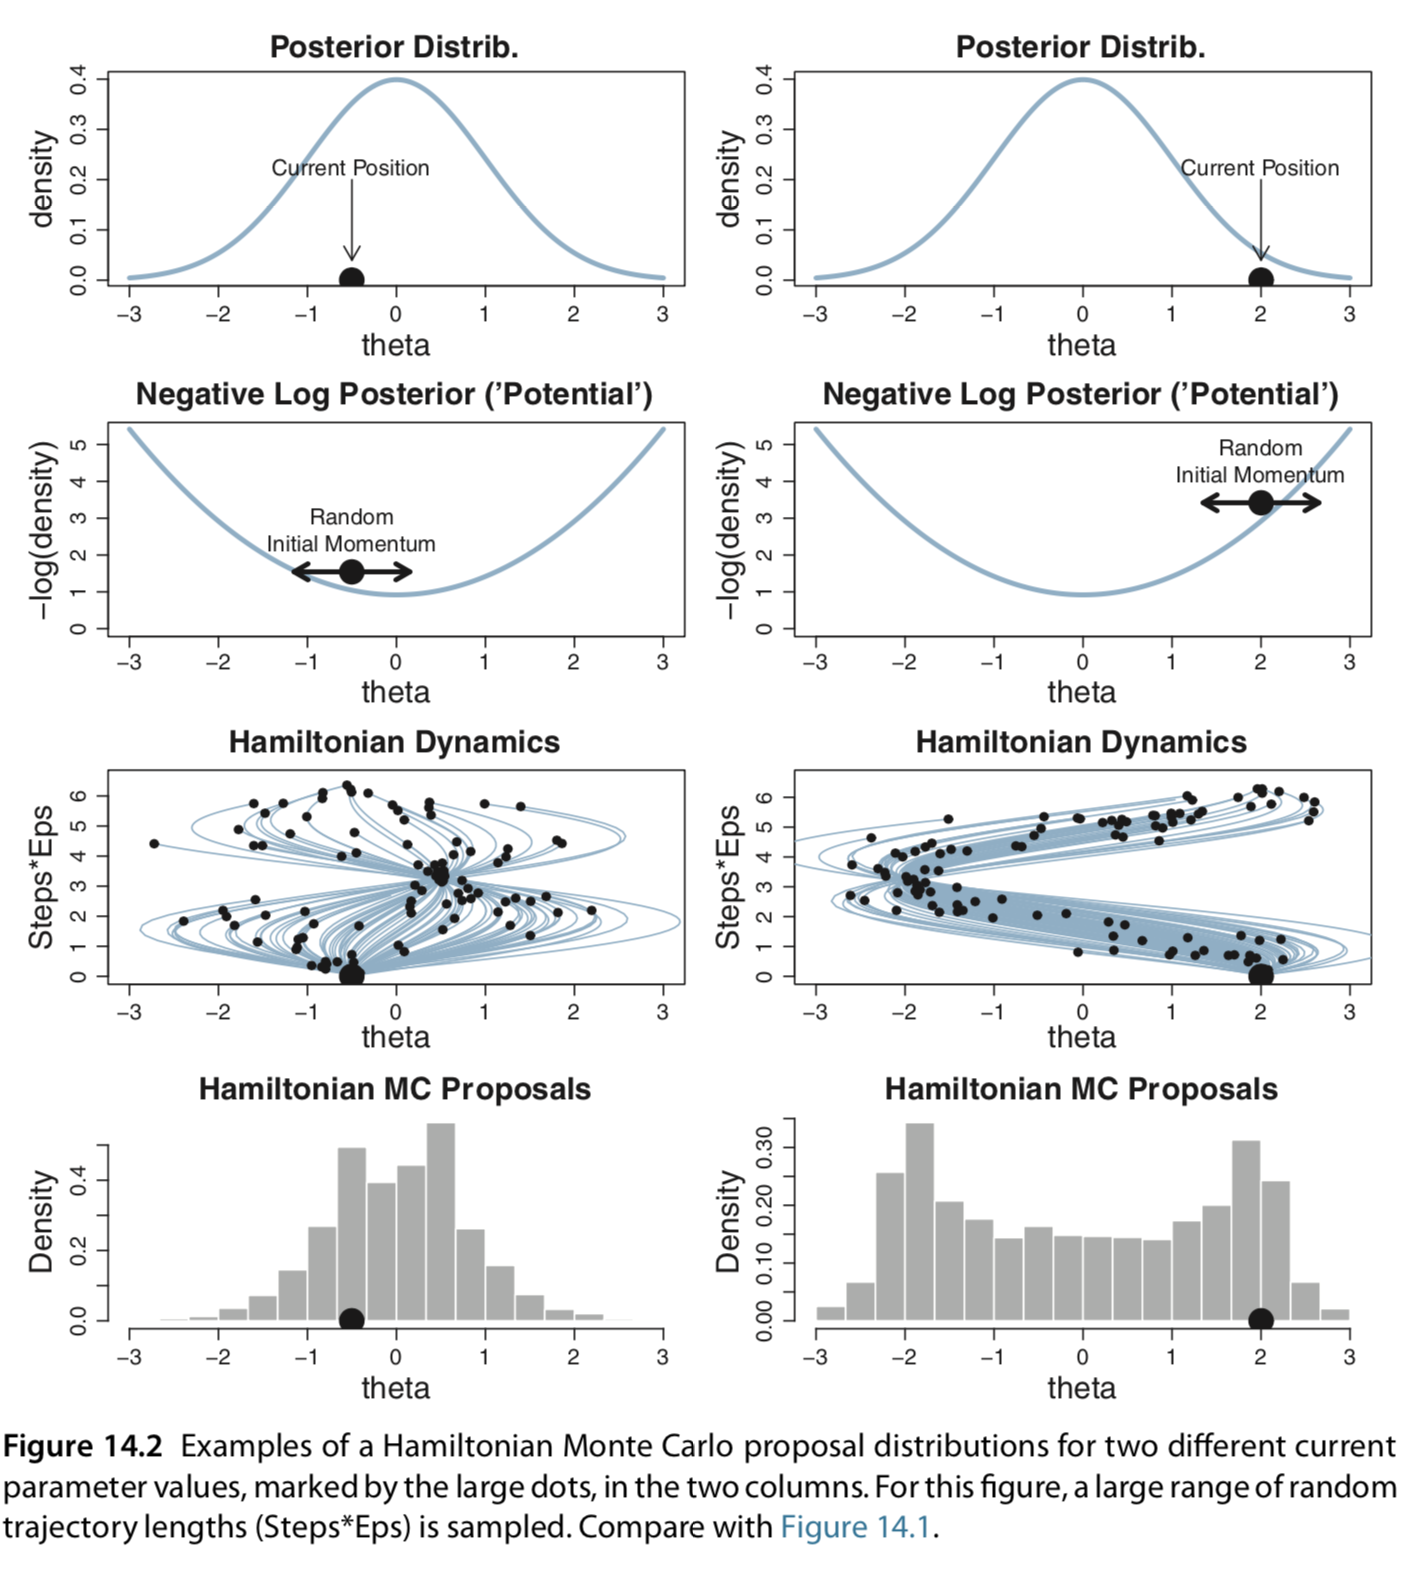 Posterior Distrib.
density
0.0 0.1 0.2 0.3 0.4
Current Position
−3 −2 −1 0 1 2 3
theta
Posterior Distrib.
density
0.0 0.1 0.2 0.3 0.4
Current Position
−3 −2 −1 0 1 2 3
theta
Negative Log Posterior ('Potential')
−log(density)
0 1 2 3 4 5
Random
Initial Momentum
−3 −2 −1 0 1 2 3
theta
Negative Log Posterior ('Potential')
−log(density)
0 1 2 3 4 5
Random
Initial Momentum
−3 −2 −1 0 1 2 3
theta
Hamiltonian Dynamics
Steps*Eps
0 1 2 3 4 5 6
−3 −2 −1 0 1 2 3
theta
Hamiltonian Dynamics
Steps*Eps
0 1 2 3 4 5 6
−3 −2 −1 0 1 2 3
theta
Hamiltonian MC Proposals
Density
0.0 0.2 0.4
−3 −2 −1 0 1 2 3
theta
Hamiltonian MC Proposals
Density
0.00 0.10 0.20 0.30
−3 −2 −1 0 1 2 3
theta
Figure 14.2 Examples of a Hamiltonian Monte Carlo proposal distributions for two different current
parameter values, marked by the large dots, in the two columns. For this figure, a large range of random
trajectory lengths (Steps*Eps) is sampled. Compare with Figure 14.1.